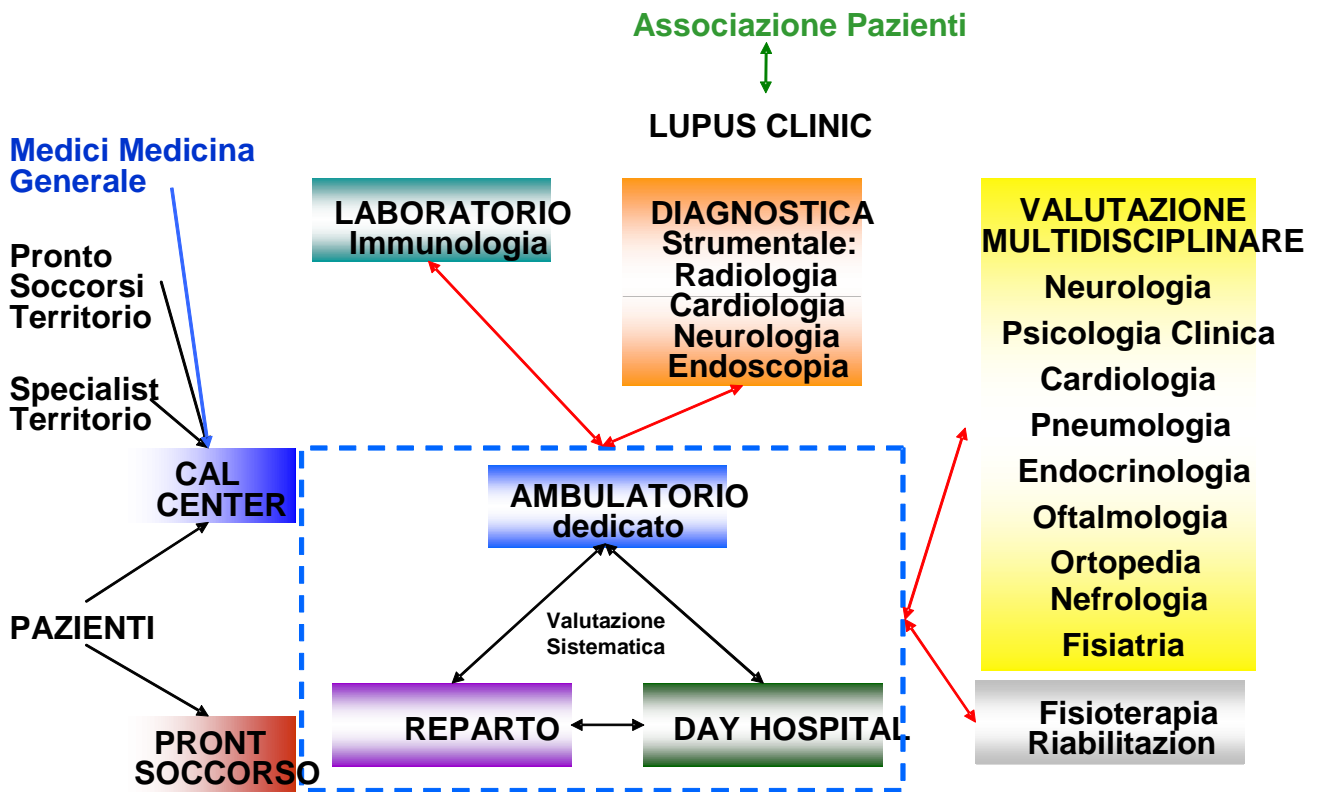 Associazione Pazienti
LUPUS CLINIC
Medici Medicina
Generale
Pronto
Soccorsi
Territorio
Specialist
Territorio
CAL
CENTER
PAZIENTI
PRONT
SOCCORSO
LABORATORIO
Immunologia
DIAGNOSTICA
Strumentale:
Radiologia
Cardiologia
Neurologia
Endoscopia
AMBULATORIO
dedicato
Valutazione
Sistematica
REPARTO
DAY HOSPITAL
VALUTAZIONE
MULTIDISCIPLINARE
Neurologia
Psicologia Clinica
Cardiologia
Pneumologia
Endocrinologia
Oftalmologia
Ortopedia
Nefrologia
Fisiatria
Fisioterapia
Riabilitazion